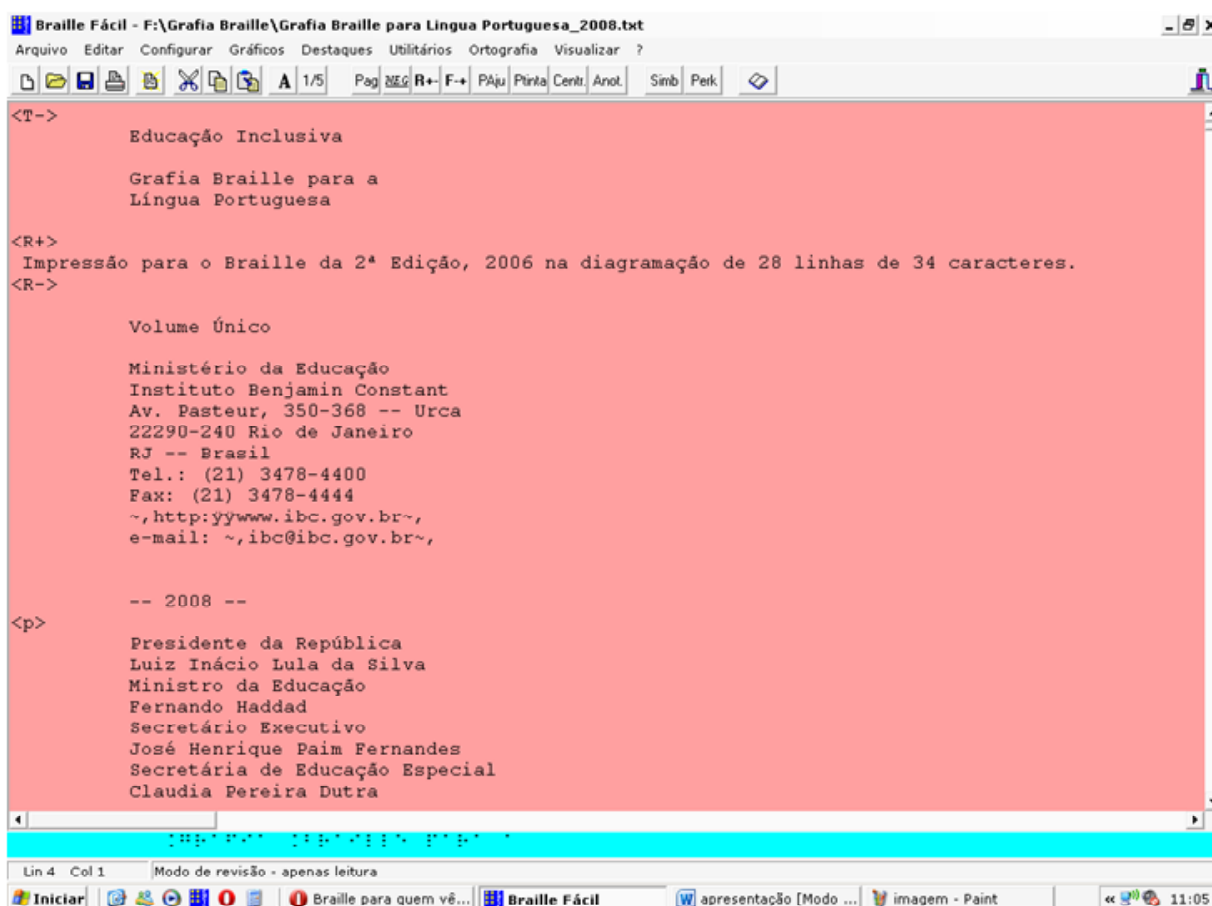 Braille Fácil - F:\Grafia Braille\Grafia Braille para Lingua Portuguesa_2008.txt
Arquivo Editar Configurar Gráficos Destaques Utilitários Ortografia Visualizar ?
A 1/5 Pag NEG R+- F-+ PAju Ptinta Centr. Anot. Simb Perk
<T->
Educação Inclusiva
Grafia Braille para a
Língua Portuguesa
<R+>
Impressão para o Braille da 2ª Edição, 2006 na diagramação de 28 linhas de 34 caracteres.
<R->
Volume Único
Ministério da Educação
Instituto Benjamin Constant
Av. Pasteur, 350-368 -- Urca
22290-240 Rio de Janeiro
RJ -- Brasil
Tel.: (21) 3478-4400
Fax: (21) 3478-4444
~,http:ÿÿwww.ibc.gov.br~,
e-mail: ~,ibc@ibc.gov.br~,
-- 2008 --
<p>
Presidente da República
Luiz Inácio Lula da Silva
Ministro da Educação
Fernando Haddad
Secretário Executivo
José Henrique Paim Fernandes
Secretária de Educação Especial
Claudia Pereira Dutra
⠨⠛⠗⠁⠋⠊⠁ ⠨⠃⠗⠁⠊⠇⠇⠑ ⠏⠁⠗⠁ ⠁
Lin 4 Col 1 Modo de revisão - apenas leitura
Iniciar Braille para quem vê... Braille Fácil apresentação [Modo ... imagem - Paint « 11:05